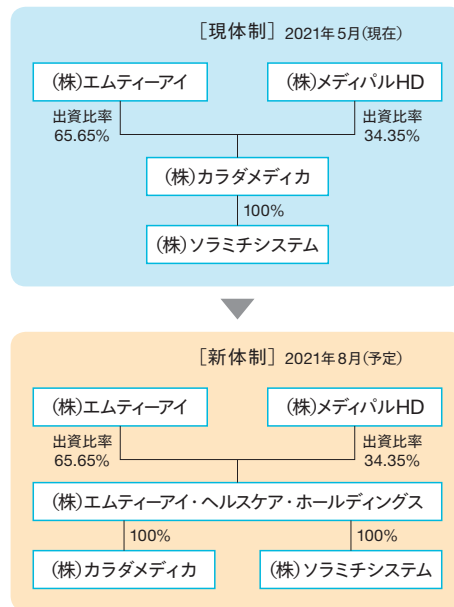 ［現体制］ 2021年5月(現在)
(株)エムティーアイ
(株)メディパルHD
出資比率
65.65%
出資比率
34.35%
(株)カラダメディカ
100%
(株)ソラミチシステム
［新体制］ 2021年8月(予定)
(株)エムティーアイ
(株)メディパルHD
出資比率
65.65%
出資比率
34.35%
(株)エムティーアイ・ヘルスケア・ホールディングス
100%
100%
(株)カラダメディカ
(株)ソラミチシステム